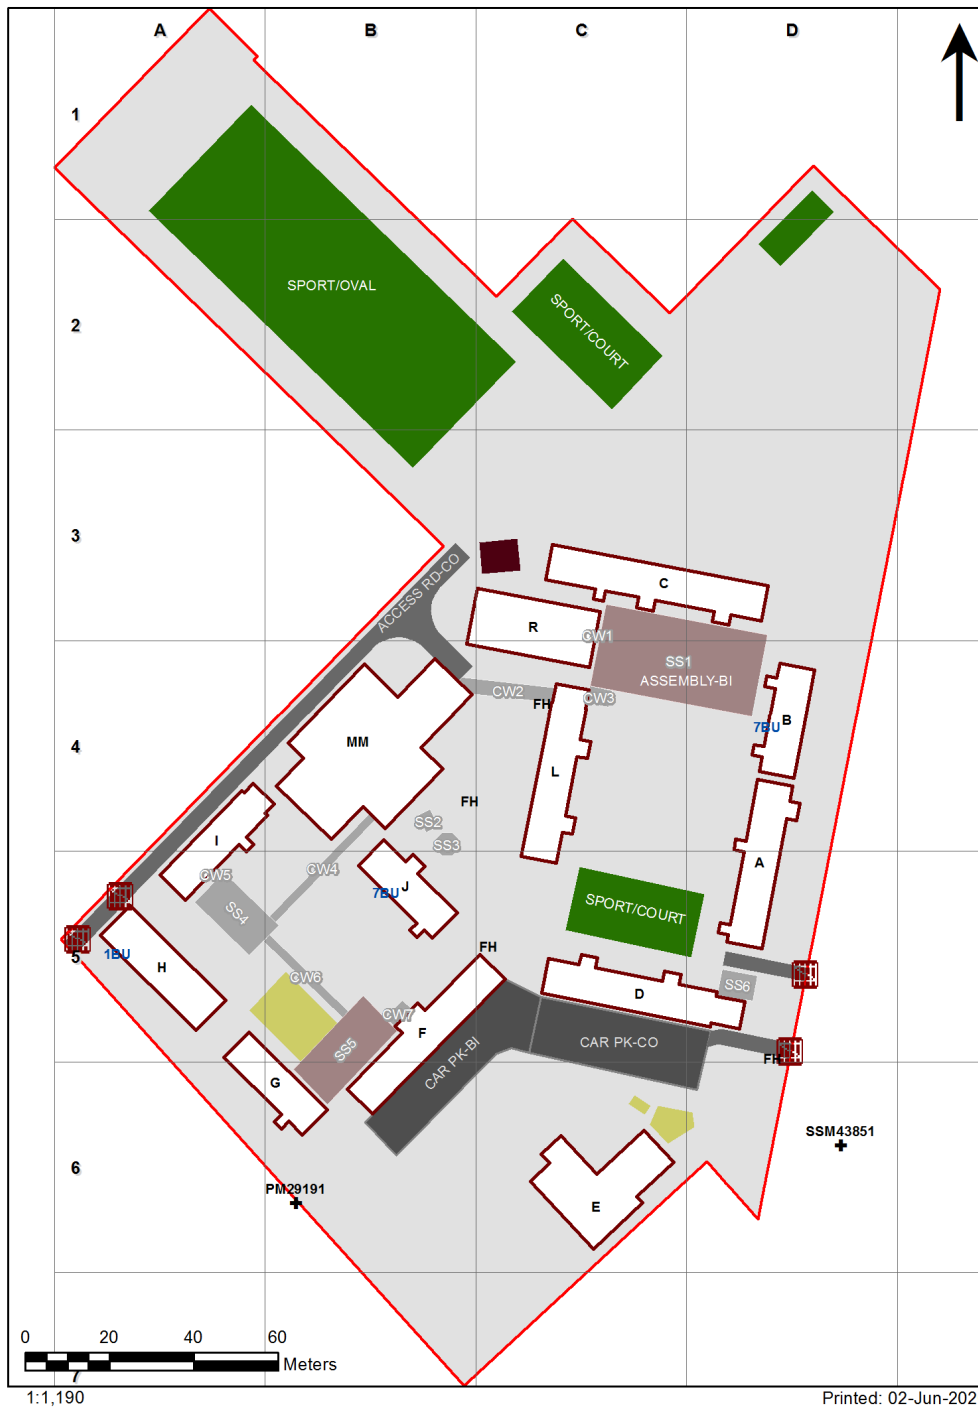 A B C D
1
SPORT/OVAL
2
SPORT/COURT
3
ACCESS RD-CO
C
R
CW1
SS1
ASSEMBLY-BI
CW2
CW3
FH
B
7BU
MM
4
L
FH
SS2
SS3
I
A
CW4
CW5
J
7BU
SS4
SPORT/COURT
FH
5
1BU
H
CW6
SS6
D
CW7
F
SS5
CAR PK-BI
CAR PK-CO
FH
G
SSM43851
6
PM29191
E
0 20 40 60
Meters
7
1:1,190
Printed: 02-Jun-202